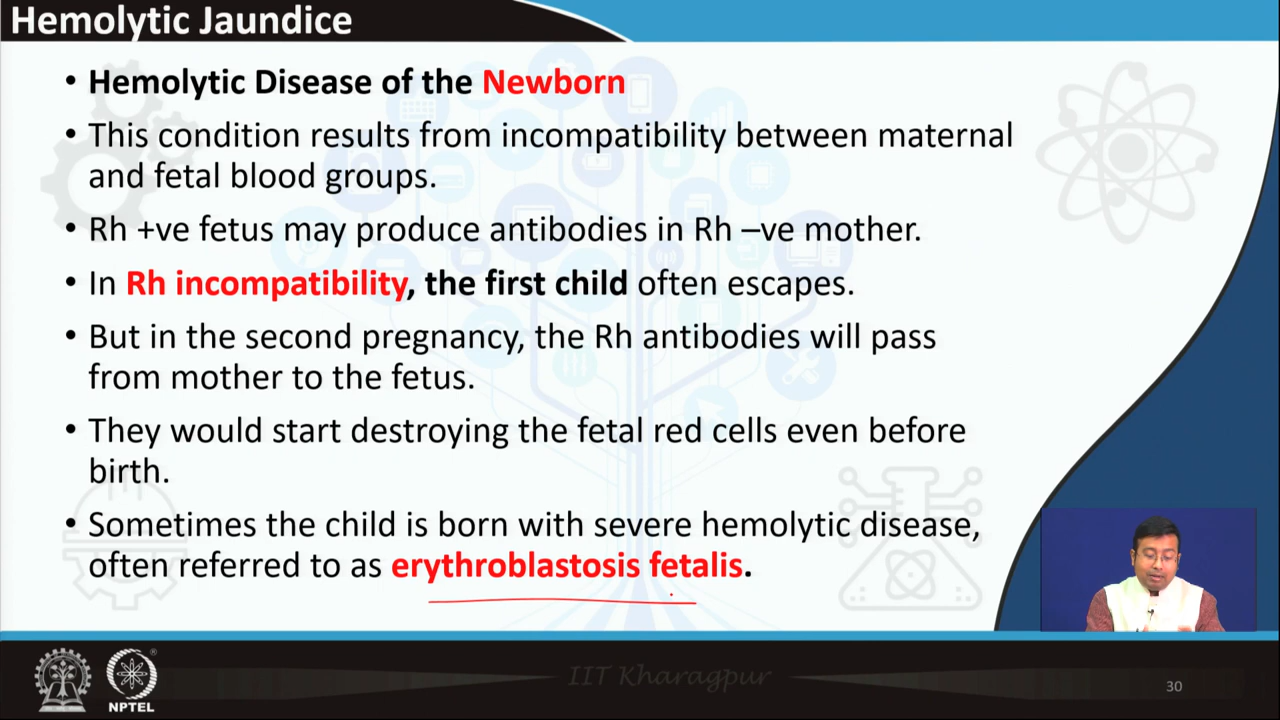 Hemolytic Jaundice
• Hemolytic Disease of the Newborn
• This condition results from incompatibility between maternal
and fetal blood groups.
• Rh +ve fetus may produce antibodies in Rh –ve mother.
• In Rh incompatibility, the first child often escapes.
• But in the second pregnancy, the Rh antibodies will pass
from mother to the fetus.
• They would start destroying the fetal red cells even before
birth.
• Sometimes the child is born with severe hemolytic disease,
often referred to as erythroblastosis fetalis.
IIT Kharagpur
NPTEL
30